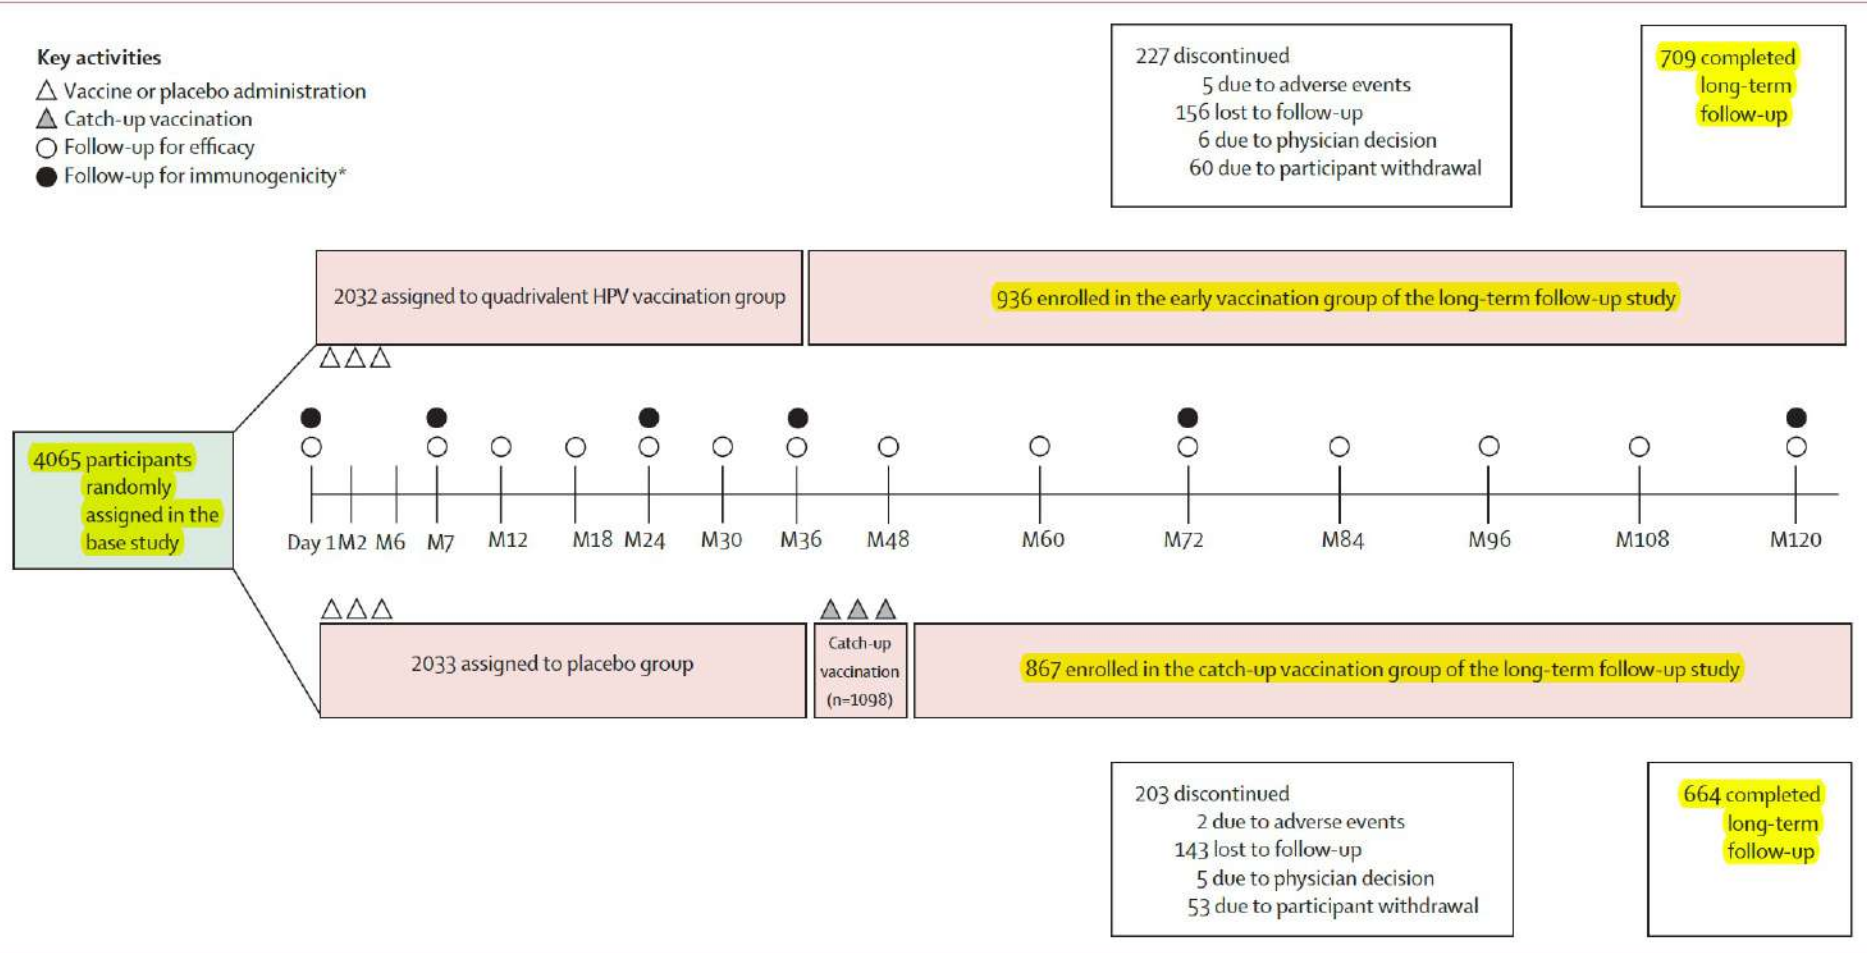 Key activities
Vaccine or placebo administration
Catch-up vaccination
Follow-up for efficacy
Follow-up for immunogenicity*
227 discontinued
5 due to adverse events
156 lost to follow-up
6 due to physician decision
60 due to participant withdrawal
709 completed
long-term
follow-up
2032 assigned to quadrivalent HPV vaccination group
936 enrolled in the early vaccination group of the long-term follow-up study
4065 participants
randomly
assigned in the
base study
Day 1 M2 M6 M7 M12 M18 M24 M30 M36 M48 M60 M72 M84 M96 M108 M120
2033 assigned to placebo group
Catch-up
vaccination
(n=1098)
867 enrolled in the catch-up vaccination group of the long-term follow-up study
203 discontinued
2 due to adverse events
143 lost to follow-up
5 due to physician decision
53 due to participant withdrawal
664 completed
long-term
follow-up